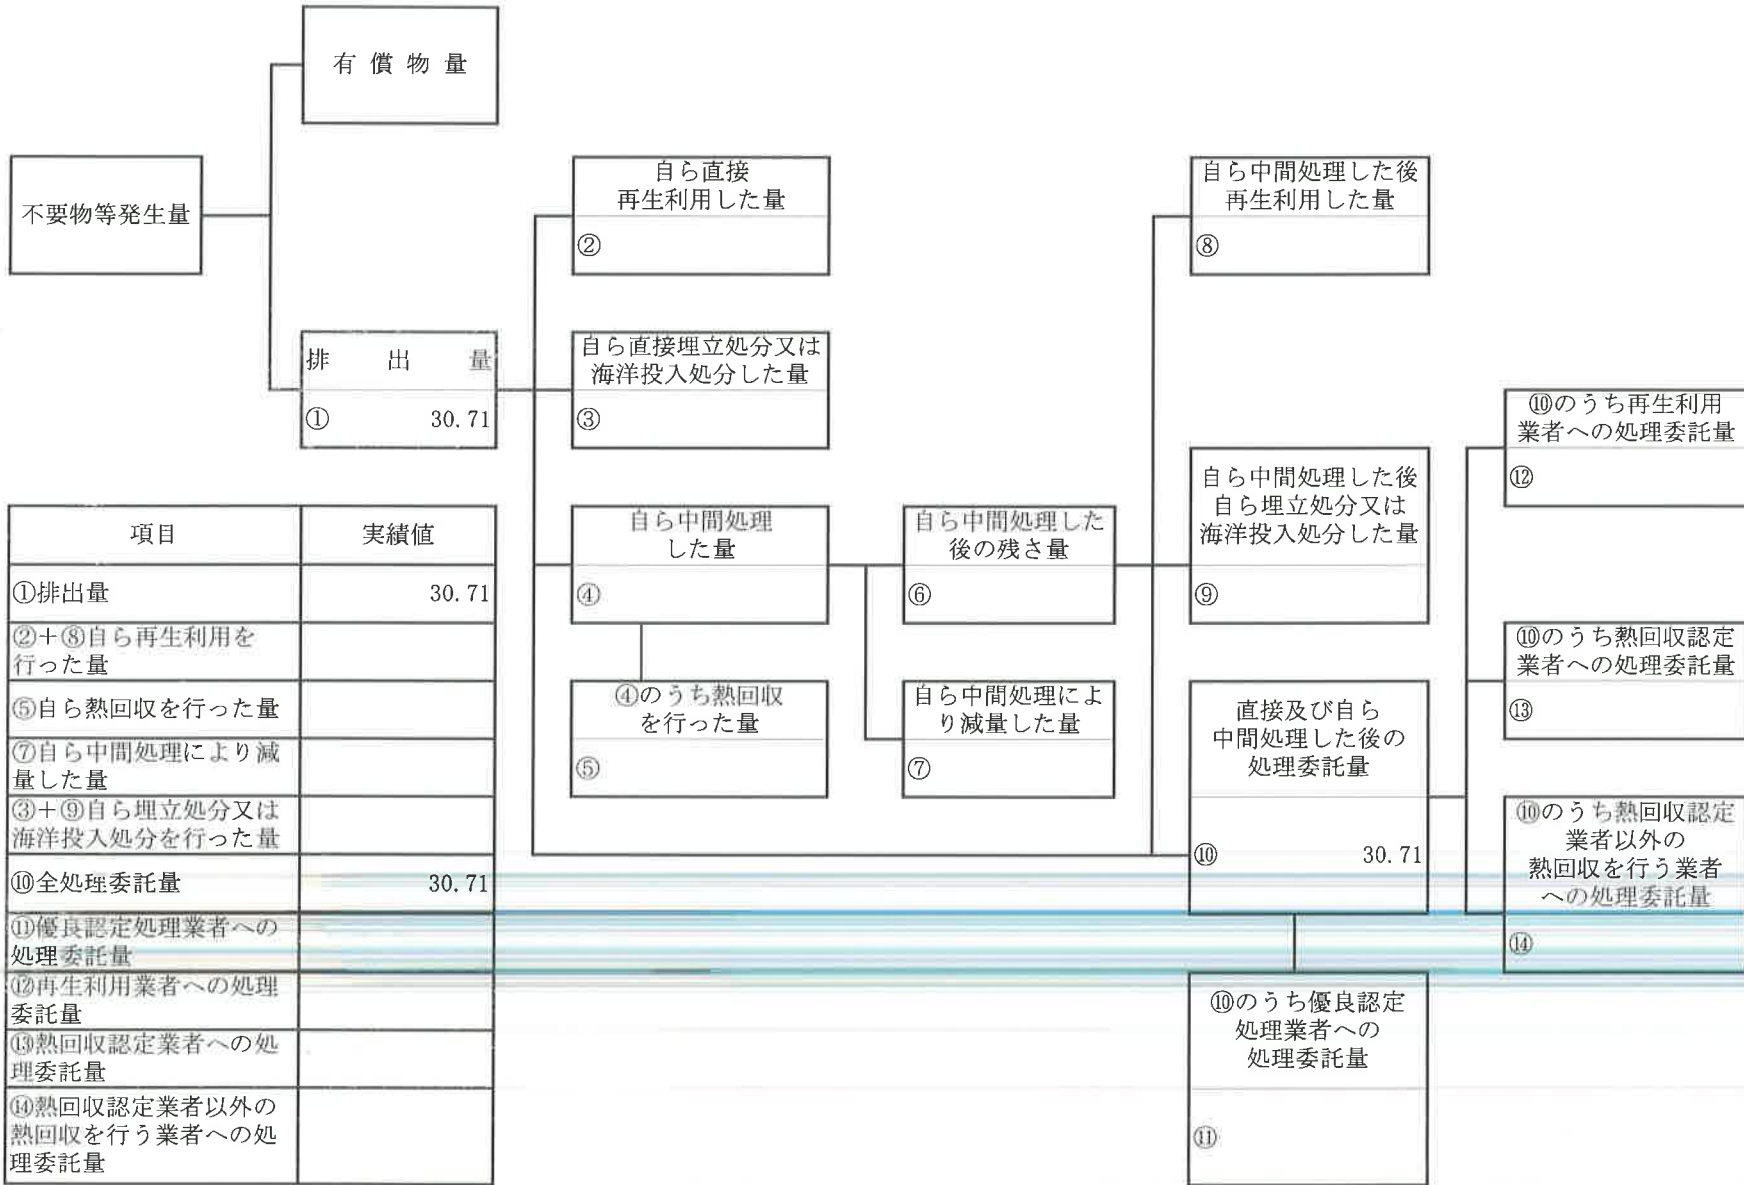 有償物量
不要物等発生量
排出量
① 30.71
自ら直接
再生利用した量
②
自ら直接埋立処分又は
海洋投入処分した量
③
自ら中間処理
した量
④
④のうち熱回収
を行った量
⑤
自ら中間処理した
後の残さ量
⑥
自ら中間処理によ
り減量した量
⑦
自ら中間処理した後
再生利用した量
⑧
自ら中間処理した後
自ら埋立処分又は
海洋投入処分した量
⑨
直接及び自ら
中間処理した後の
処理委託量
⑩ 30.71
⑩のうち優良認定
処理業者への
処理委託量
⑪
⑩のうち再生利用
業者への処理委託量
⑫
⑩のうち熱回収認定
業者への処理委託量
⑬
⑩のうち熱回収認定
業者以外の
熱回収を行う業者
への処理委託量
⑭
項目 実績値
①排出量 30.71
②+⑧自ら再生利用を
行った量
⑤自ら熱回収を行った量
⑦自ら中間処理により減
量した量
③+⑨自ら埋立処分又は
海洋投入処分を行った量
⑩全処理委託量 30.71
⑪優良認定処理業者への
処理委託量
⑫再生利用業者への処理
委託量
⑬熱回収認定業者への処
理委託量
⑭熱回収認定業者以外の
熱回収を行う業者への処
理委託量